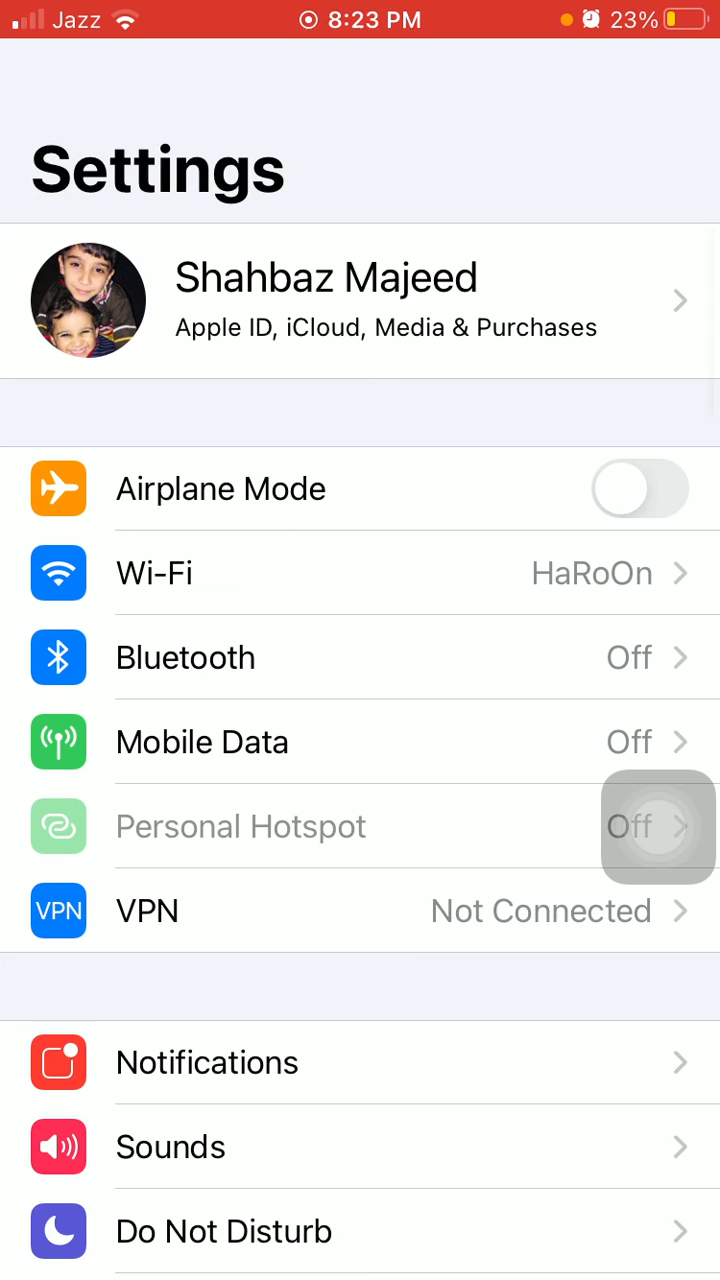 Jazz 8:23 PM 23%
Settings
Shahbaz Majeed
Apple ID, iCloud, Media & Purchases
Airplane Mode
Wi-Fi HaRoOn
Bluetooth Off
Mobile Data Off
Personal Hotspot Off
VPN VPN Not Connected
Notifications
Sounds
Do Not Disturb